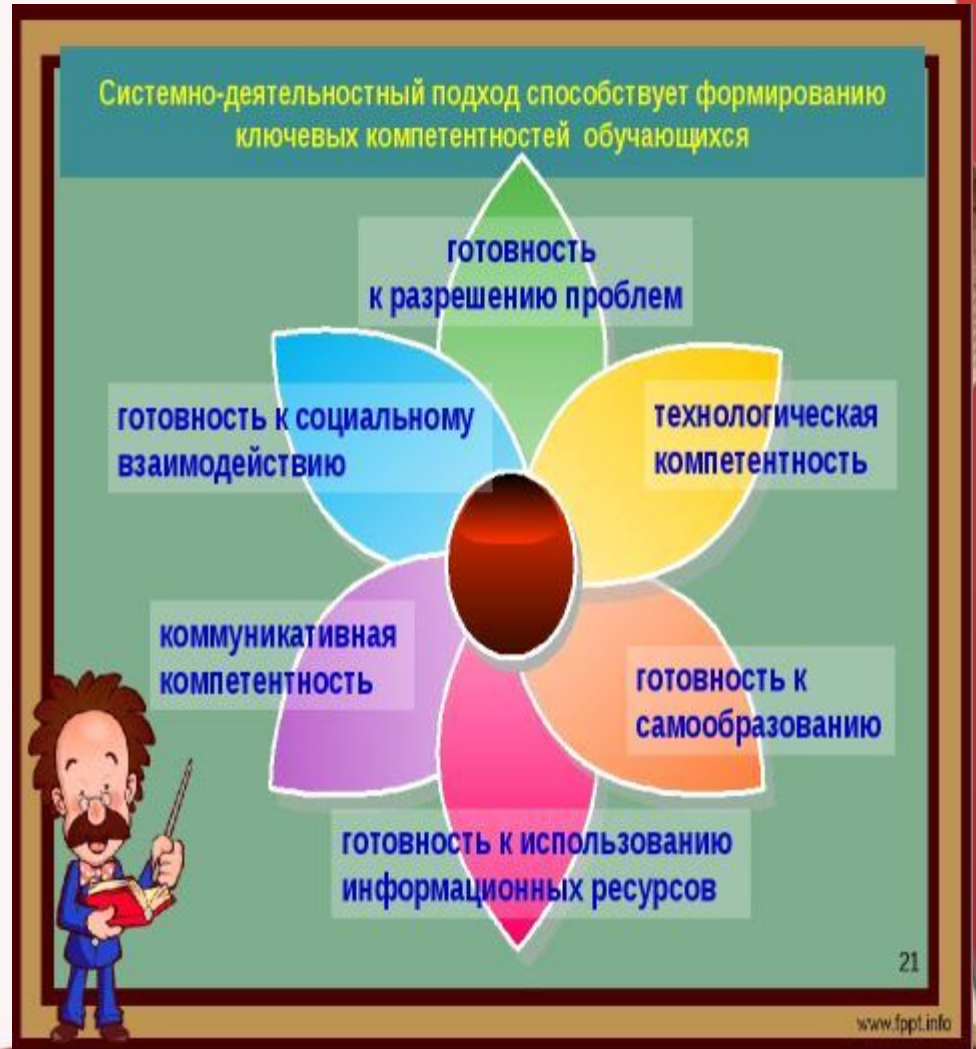 Системно-деятельностный подход способствует формированию
ключевых компетентностей обучающихся
готовность
к разрешению проблем
технологическая
компетентность
готовность к
самообразованию
готовность к использованию
информационных ресурсов
коммуникативная
компетентность
готовность к социальному
взаимодействию
21
www.fppt.info